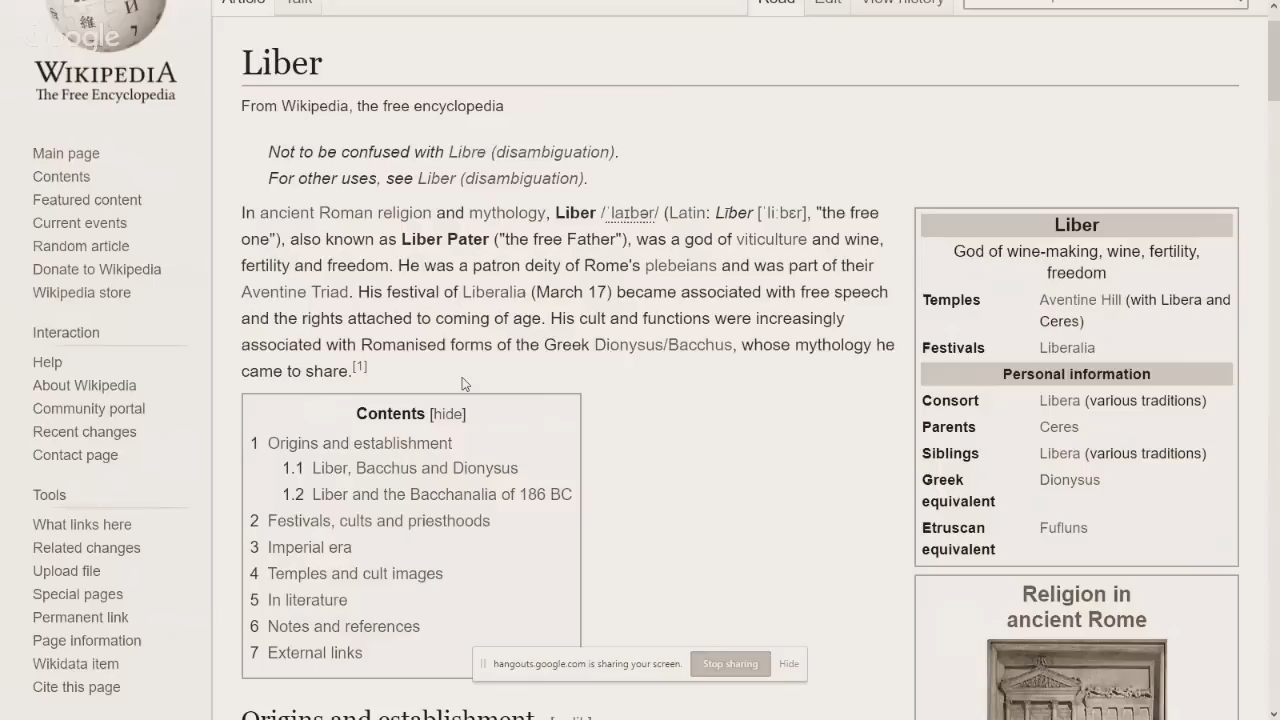 Article Talk Read Edit View history
Google
WIKIPEDIA
The Free Encyclopedia
Main page
Contents
Featured content
Current events
Random article
Donate to Wikipedia
Wikipedia store
Interaction
Help
About Wikipedia
Community portal
Recent changes
Contact page
Tools
What links here
Related changes
Upload file
Special pages
Permanent link
Page information
Wikidata item
Cite this page
Liber
From Wikipedia, the free encyclopedia
Not to be confused with Libre (disambiguation).
For other uses, see Liber (disambiguation).
In ancient Roman religion and mythology, Liber /ˈlaɪbər/ (Latin: Līber [ˈliːbɛr], "the free
one"), also known as Liber Pater ("the free Father"), was a god of viticulture and wine,
fertility and freedom. He was a patron deity of Rome's plebeians and was part of their
Aventine Triad. His festival of Liberalia (March 17) became associated with free speech
and the rights attached to coming of age. His cult and functions were increasingly
associated with Romanised forms of the Greek Dionysus/Bacchus, whose mythology he
came to share.[1]
Contents [hide]
1 Origins and establishment
1.1 Liber, Bacchus and Dionysus
1.2 Liber and the Bacchanalia of 186 BC
2 Festivals, cults and priesthoods
3 Imperial era
4 Temples and cult images
5 In literature
6 Notes and references
7 External links
Origins and establishment [edit]
Liber
God of wine-making, wine, fertility,
freedom
Temples Aventine Hill (with Libera and
Ceres)
Festivals Liberalia
Personal information
Consort Libera (various traditions)
Parents Ceres
Siblings Libera (various traditions)
Greek Dionysus
equivalent
Etruscan Fufluns
equivalent
Religion in
ancient Rome
hangouts.google.com is sharing your screen. Stop sharing Hide